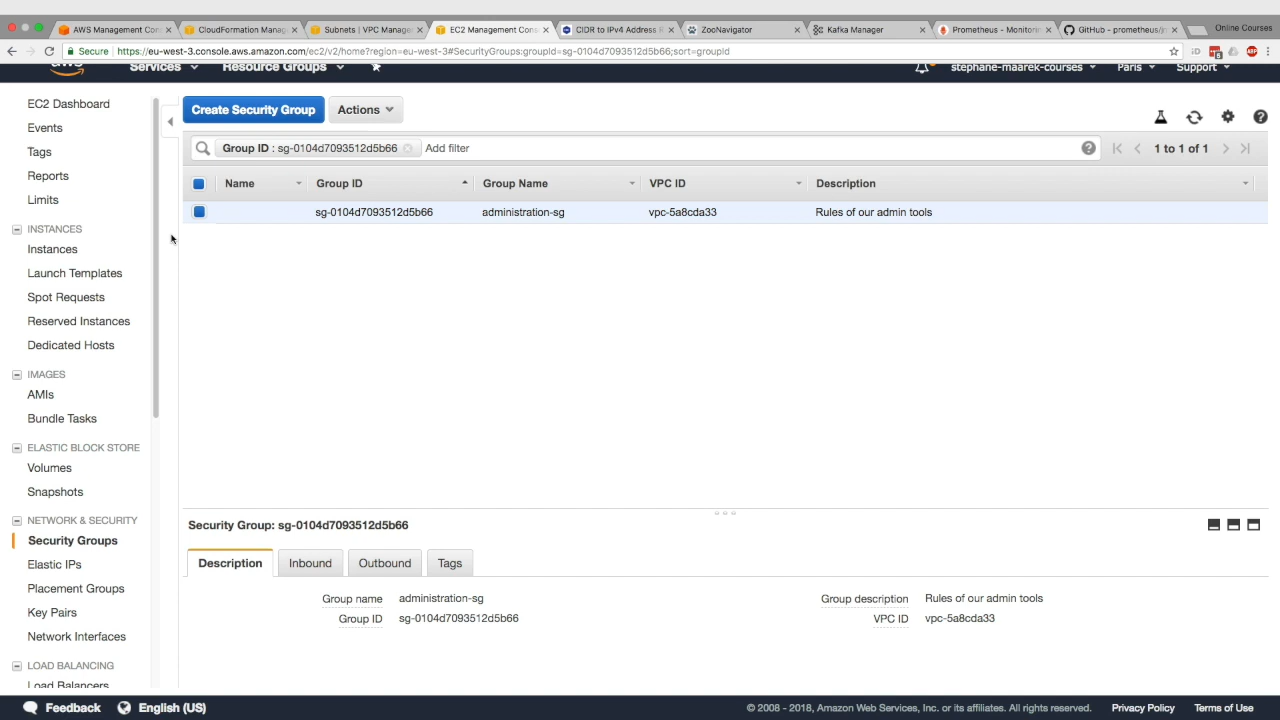 AWS Management Con
CloudFormation Manag
Subnets | VPC Manage
EC2 Management Cons
CIDR to IPv4 Address R
ZooNavigator
Kafka Manager
Prometheus - Monitorin
GitHub - prometheus/jm
Online Courses
Secure
https://eu-west-3.console.aws.amazon.com/ec2/v2/home?region=eu-west-3#SecurityGroups:groupId=sg-0104d7093512d5b66;sort=groupId
aws Services Resource Groups stephane-maarek-courses Paris Support
EC2 Dashboard
Events
Tags
Reports
Limits
INSTANCES
Instances
Launch Templates
Spot Requests
Reserved Instances
Dedicated Hosts
IMAGES
AMIs
Bundle Tasks
ELASTIC BLOCK STORE
Volumes
Snapshots
NETWORK & SECURITY
Security Groups
Elastic IPs
Placement Groups
Key Pairs
Network Interfaces
LOAD BALANCING
Load Balancers
Create Security Group Actions
Group ID : sg-0104d7093512d5b66 Add filter 1 to 1 of 1
Name Group ID Group Name VPC ID Description
sg-0104d7093512d5b66 administration-sg vpc-5a8cda33 Rules of our admin tools
Security Group: sg-0104d7093512d5b66
Description Inbound Outbound Tags
Group name administration-sg Group description Rules of our admin tools
Group ID sg-0104d7093512d5b66 VPC ID vpc-5a8cda33
Feedback English (US) © 2008 - 2018, Amazon Web Services, Inc. or its affiliates. All rights reserved. Privacy Policy Terms of Use